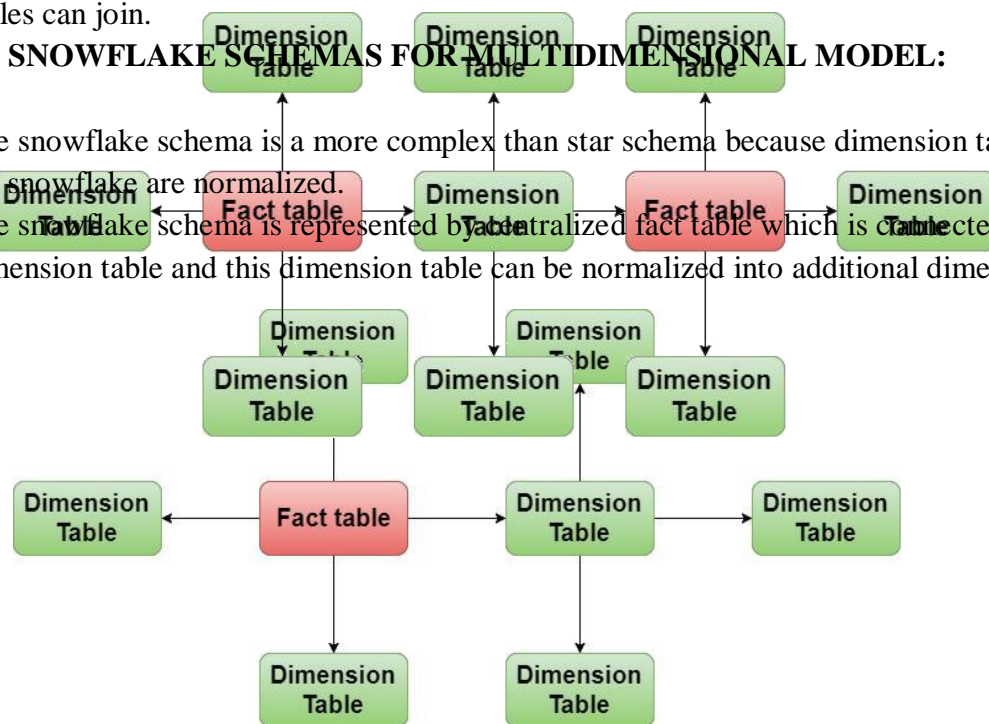 les can join.
Dimension Table
Dimension Table
Dimension Table
SNOWFLAKE SCHEMAS FOR MULTIDIMENSIONAL MODEL:
e snowflake schema is a more complex than star schema because dimension ta
snowflake are normalized.
Dimension Table
Fact table
Dimension Table
Fact table
Dimension Table
e snowflake schema is represented by centralized fact table which is connecte
mension table and this dimension table can be normalized into additional dime
Dimension Table
Dimension Table
Dimension Table
Dimension Table
Dimension Table
Dimension Table
Fact table
Dimension Table
Dimension Table
Dimension Table
Dimension Table